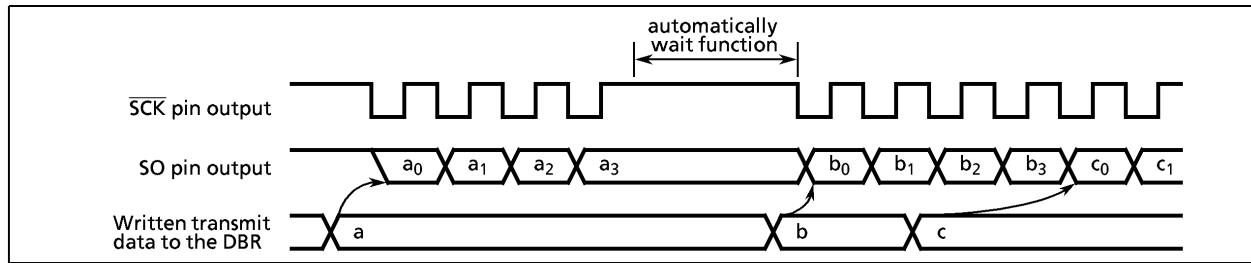 automatically
wait function
SCK pin output
SO pin output
a0 a1 a2 a3 b0 b1 b2 b3 c0 c1
Written transmit
data to the DBR
a b c